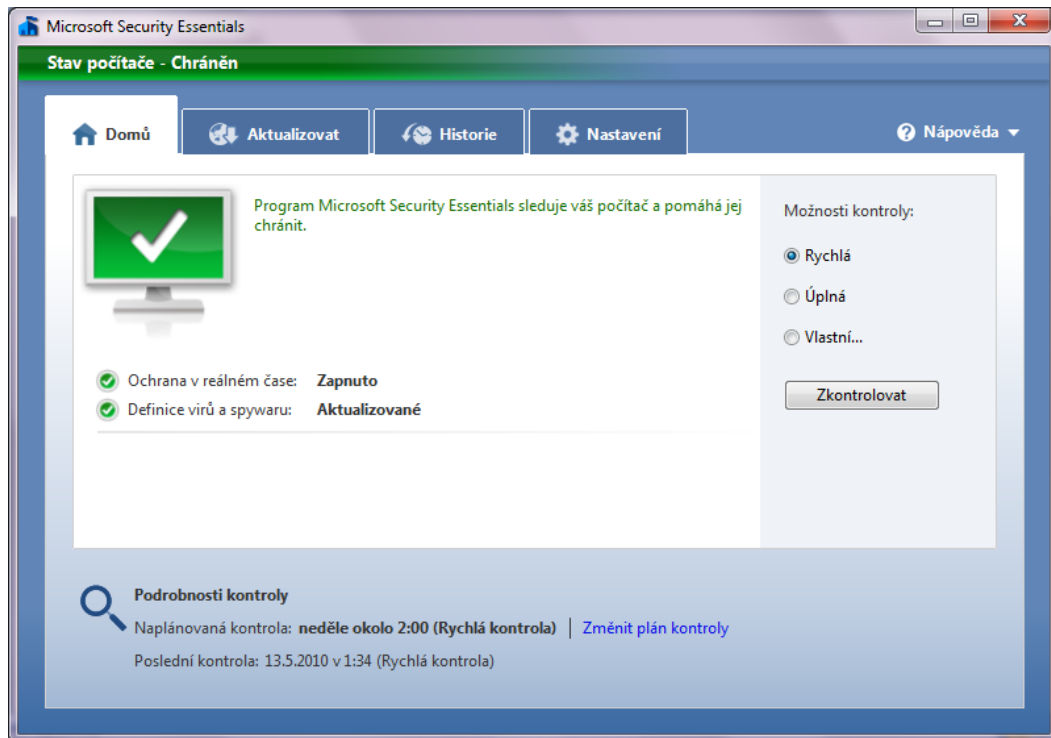 Microsoft Security Essentials
Stav počítače - Chráněn
Domů
Aktualizovat
Historie
Nastavení
Nápověda
Program Microsoft Security Essentials sleduje váš počítač a pomáhá jej
chránit.
Možnosti kontroly:
Rychlá
Úplná
Vlastní...
Zkontrolovat
Ochrana v reálném čase: Zapnuto
Definice virů a spywaru: Aktualizované
Podrobnosti kontroly
Naplánovaná kontrola: neděle okolo 2:00 (Rychlá kontrola) | Změnit plán kontroly
Poslední kontrola: 13.5.2010 v 1:34 (Rychlá kontrola)